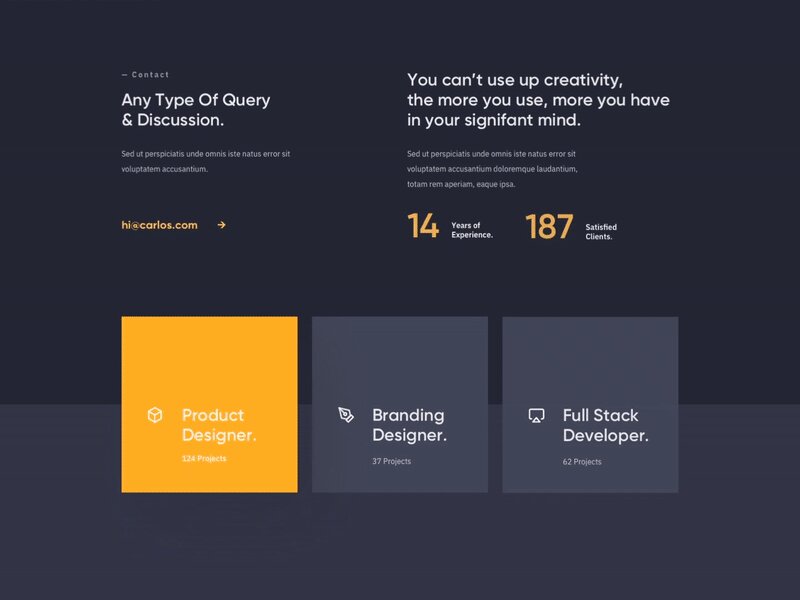 — Contact
Any Type Of Query
& Discussion.
Sed ut perspiciatis unde omnis iste natus error sit
voluptatem accusantium.
hi@carlos.com →
You can’t use up creativity,
the more you use, more you have
in your signifant mind.
Sed ut perspiciatis unde omnis iste natus error sit
voluptatem accusantium doloremque laudantium,
totam rem aperiam, eaque ipsa.
14
Years of
Experience.
187
Satisfied
Clients.
Product
Designer.
124 Projects
Branding
Designer.
37 Projects
Full Stack
Developer.
62 Projects